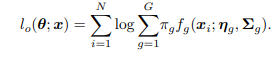 l_o(θ; x) = ∑_{i=1}^{N} log ∑_{g=1}^{G} π_g f_g(x_i; η_g, Σ_g).